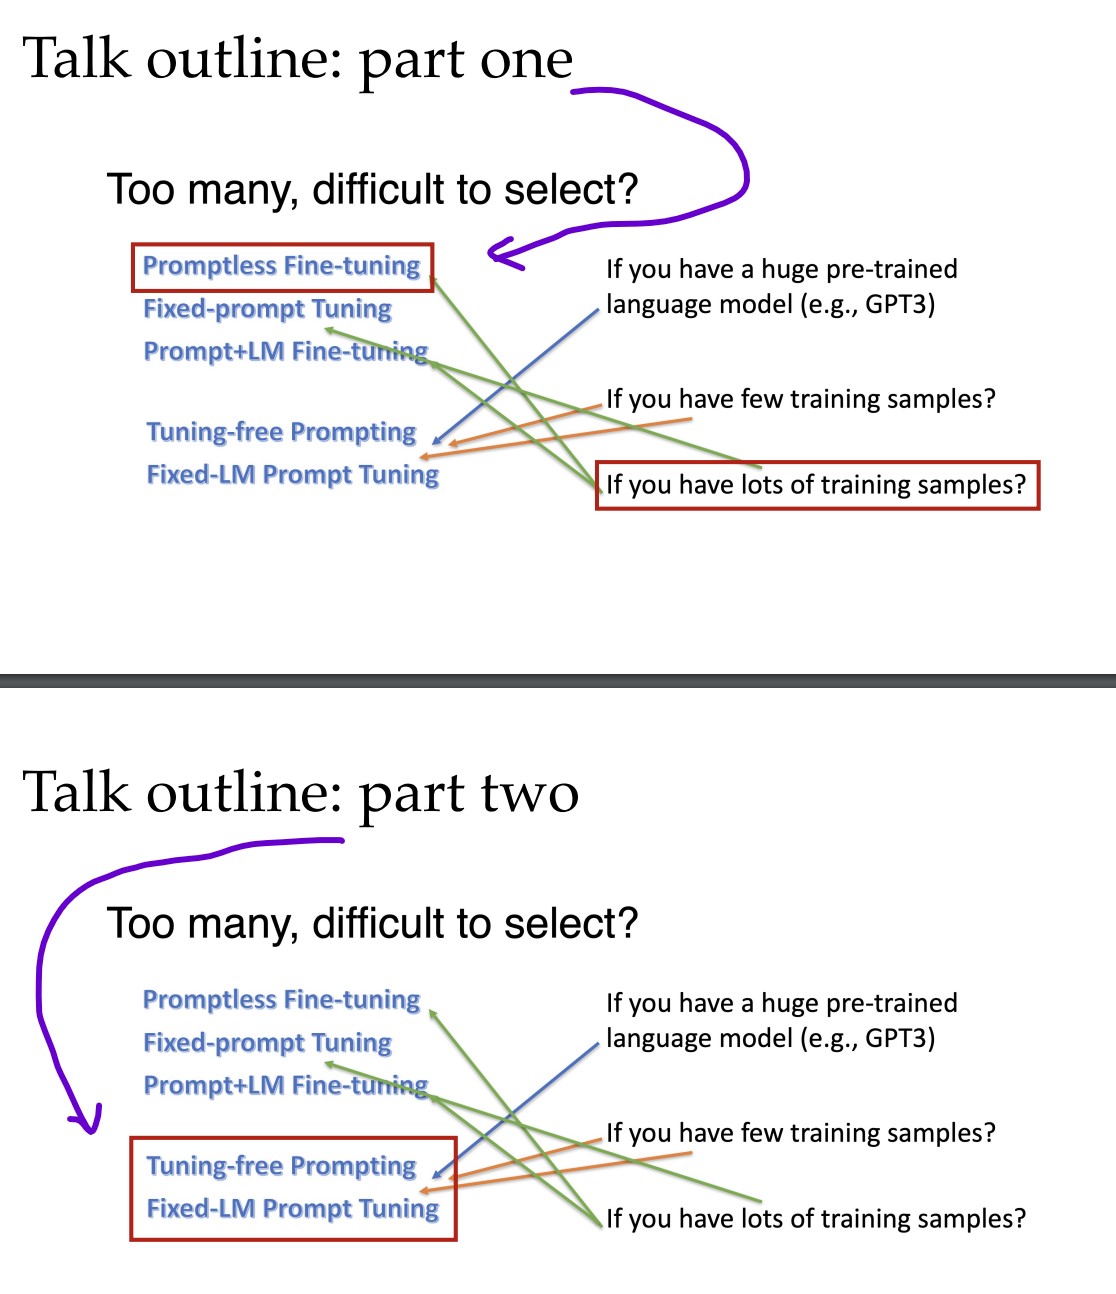 Talk outline: part one
Too many, difficult to select?
Promptless Fine-tuning
Fixed-prompt Tuning
Prompt+LM Fine-tuning
Tuning-free Prompting
Fixed-LM Prompt Tuning
If you have a huge pre-trained
language model (e.g., GPT3)
If you have few training samples?
If you have lots of training samples?
Talk outline: part two
Too many, difficult to select?
Promptless Fine-tuning
Fixed-prompt Tuning
Prompt+LM Fine-tuning
Tuning-free Prompting
Fixed-LM Prompt Tuning
If you have a huge pre-trained
language model (e.g., GPT3)
If you have few training samples?
If you have lots of training samples?